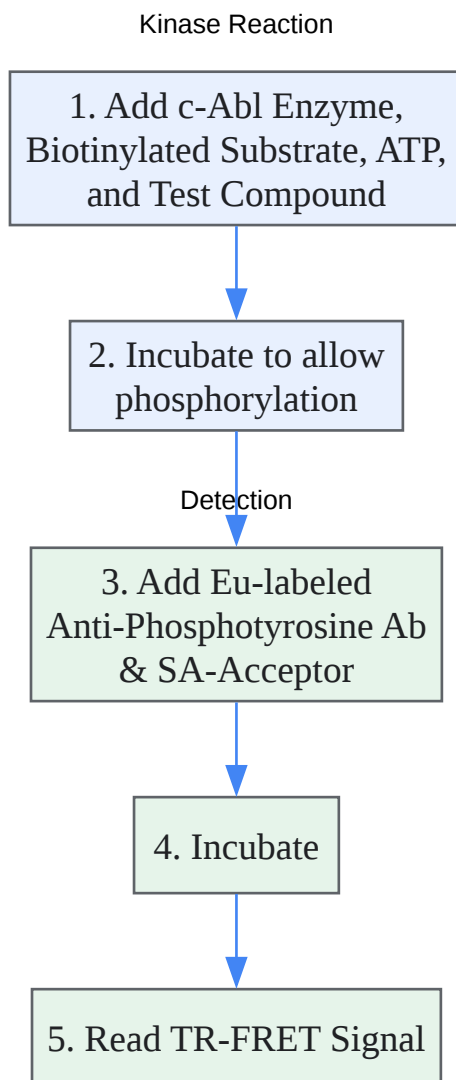 Kinase Reaction
1. Add c-Abl Enzyme,
Biotinylated Substrate, ATP,
and Test Compound
2. Incubate to allow
phosphorylation
Detection
3. Add Eu-labeled
Anti-Phosphotyrosine Ab
& SA-Acceptor
4. Incubate
5. Read TR-FRET Signal